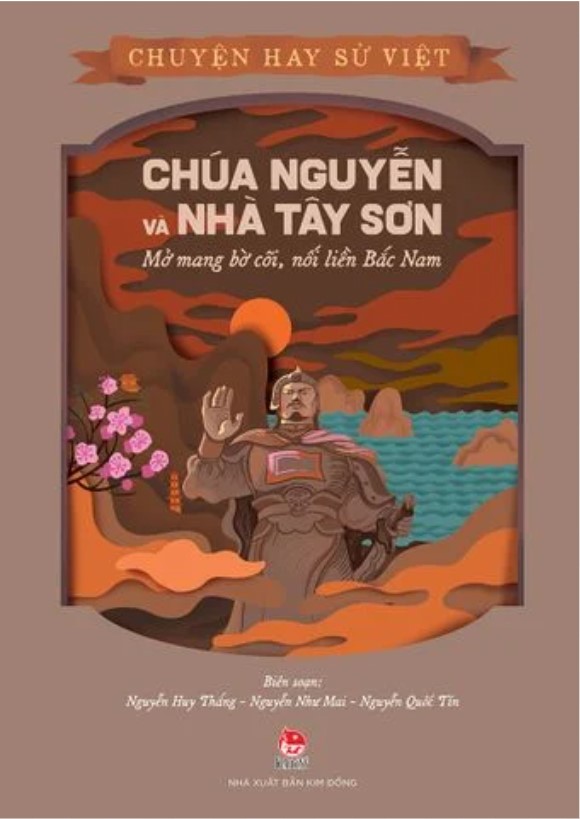 CHUYỆN HAY SỬ VIỆT
CHÚA NGUYỄN
VÀ NHÀ TÂY SƠN
Mở mang bờ cõi, nối liền Bắc Nam
Biên soạn:
Nguyễn Huy Thắng - Nguyễn Như Mai - Nguyễn Quốc Tín
NHÀ XUẤT BẢN KIM ĐỒNG